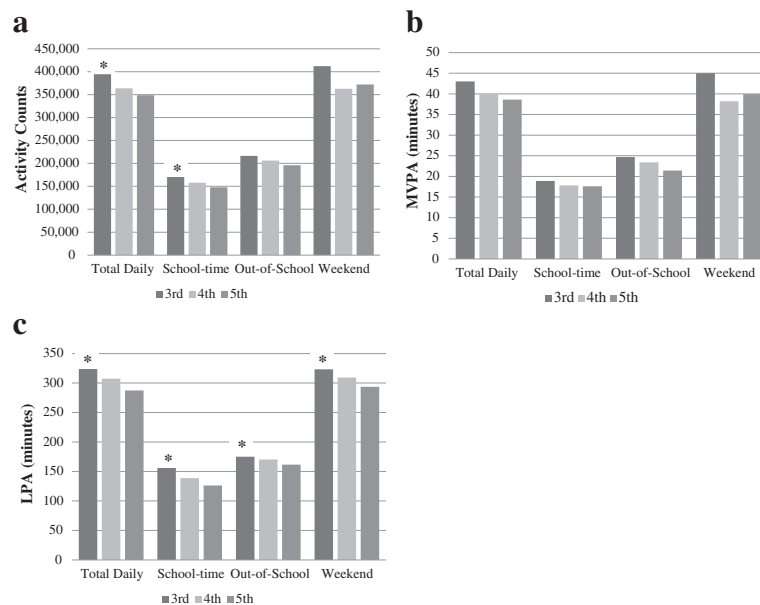 a
450,000
400,000
350,000
300,000
250,000
200,000
150,000
100,000
50,000
0
Activity Counts
*
*
Total Daily School-time Out-of-School Weekend
3rd 4th 5th
b
50
45
40
35
30
25
20
15
10
5
0
MVPA (minutes)
Total Daily School-time Out-of-School Weekend
3rd 4th 5th
c
350
300
250
200
150
100
50
0
LPA (minutes)
*
*
*
*
Total Daily School-time Out-of-School Weekend
3rd 4th 5th